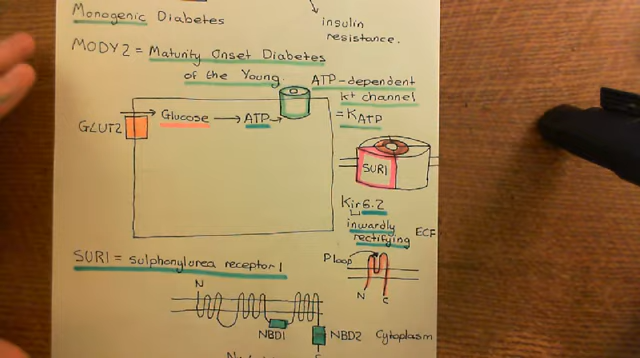 Monogenic Diabetes
insulin
resistance.
MODY2 = Maturity Onset Diabetes
of the Young.
ATP-dependent
K+ channel
= KATP
GLUT2
Glucose
ATP
SUR1
Kir6.2
inwardly
rectifying
ECF
SUR1 = sulphonylurea receptor 1
P loop
N
C
N
NBD1
NBD2
Cytoplasm